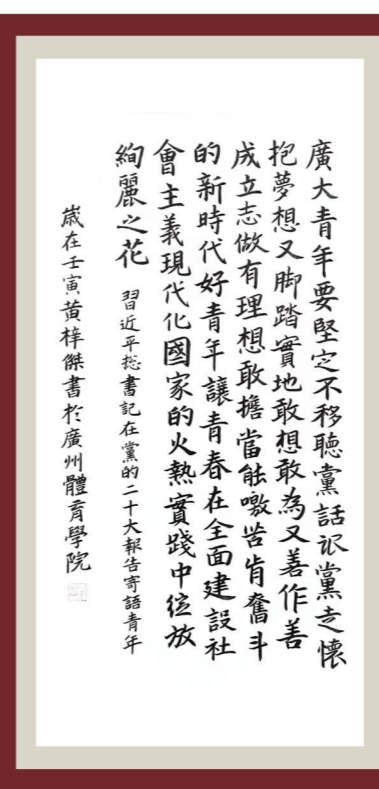 廣大青年要堅定不移聽黨話跟黨走懷
抱夢想又脚踏實地敢想敢為又善作善
成立志做有理想敢擔當能噉苦肯奮斗
的新時代好青年讓青春在全面建設社
會主義現代化國家的火熱實踐中綻放
絢麗之花 習近平總書記在黨的二十大報告寄語青年
歲在壬寅黃梓傑書於廣州體育學院